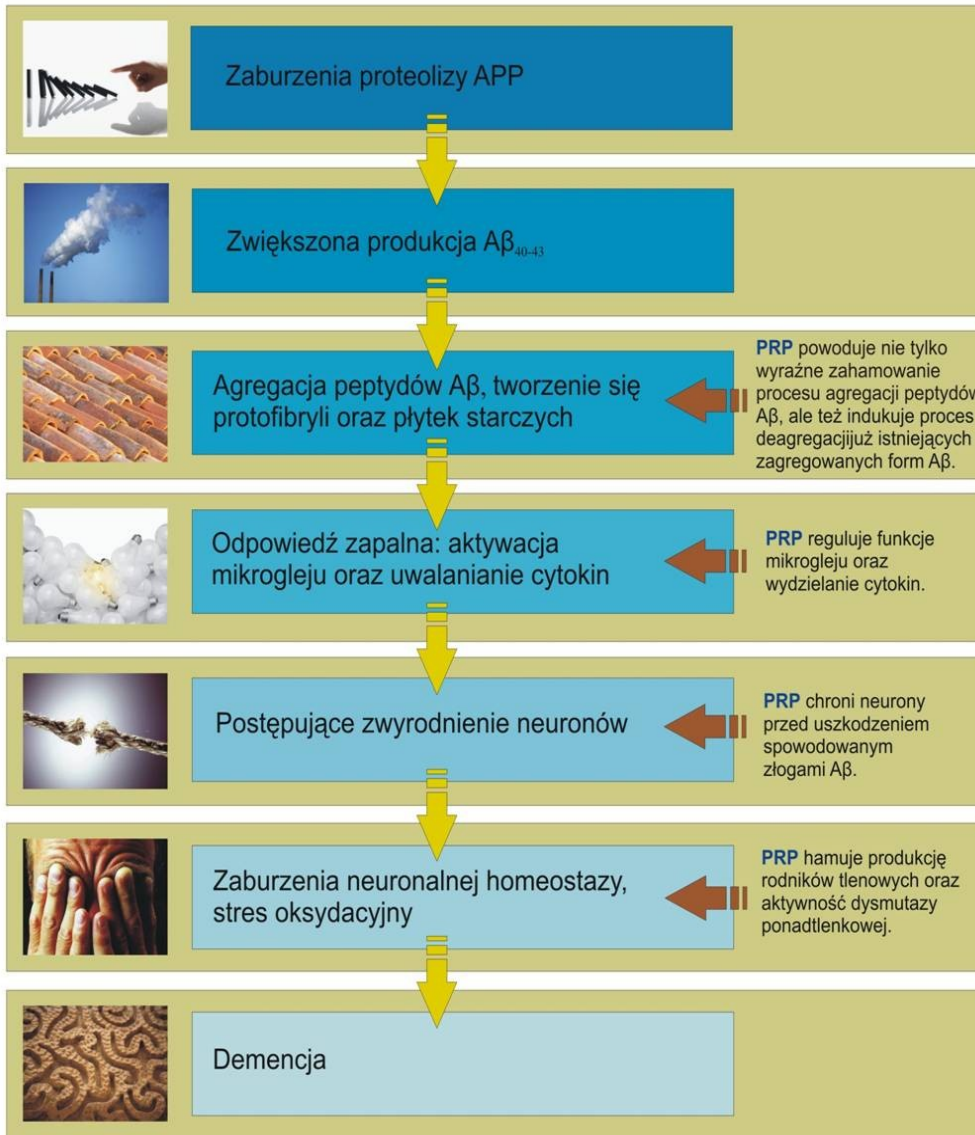 Zaburzenia proteolizy APP
Zwiększona produkcja Aβ40-43
Agregacja peptydów Aβ, tworzenie się
protofibryli oraz płytek starczych
PRP powoduje nie tylko
wyraźne zahamowanie
procesu agregacji peptydów
Aβ, ale też indukuje proces
deagregacjijuż istniejących
zagregowanych form Aβ.
Odpowiedź zapalna: aktywacja
mikrogleju oraz uwalanianie cytokin
PRP reguluje funkcje
mikrogleju oraz
wydzielanie cytokin.
Postępujące zwyrodnienie neuronów
PRP chroni neurony
przed uszkodzeniem
spowodowanym
złogami Aβ.
Zaburzenia neuronalnej homeostazy,
stres oksydacyjny
PRP hamuje produkcję
rodników tlenowych oraz
aktywność dysmutazy
ponadtlenkowej.
Demencja